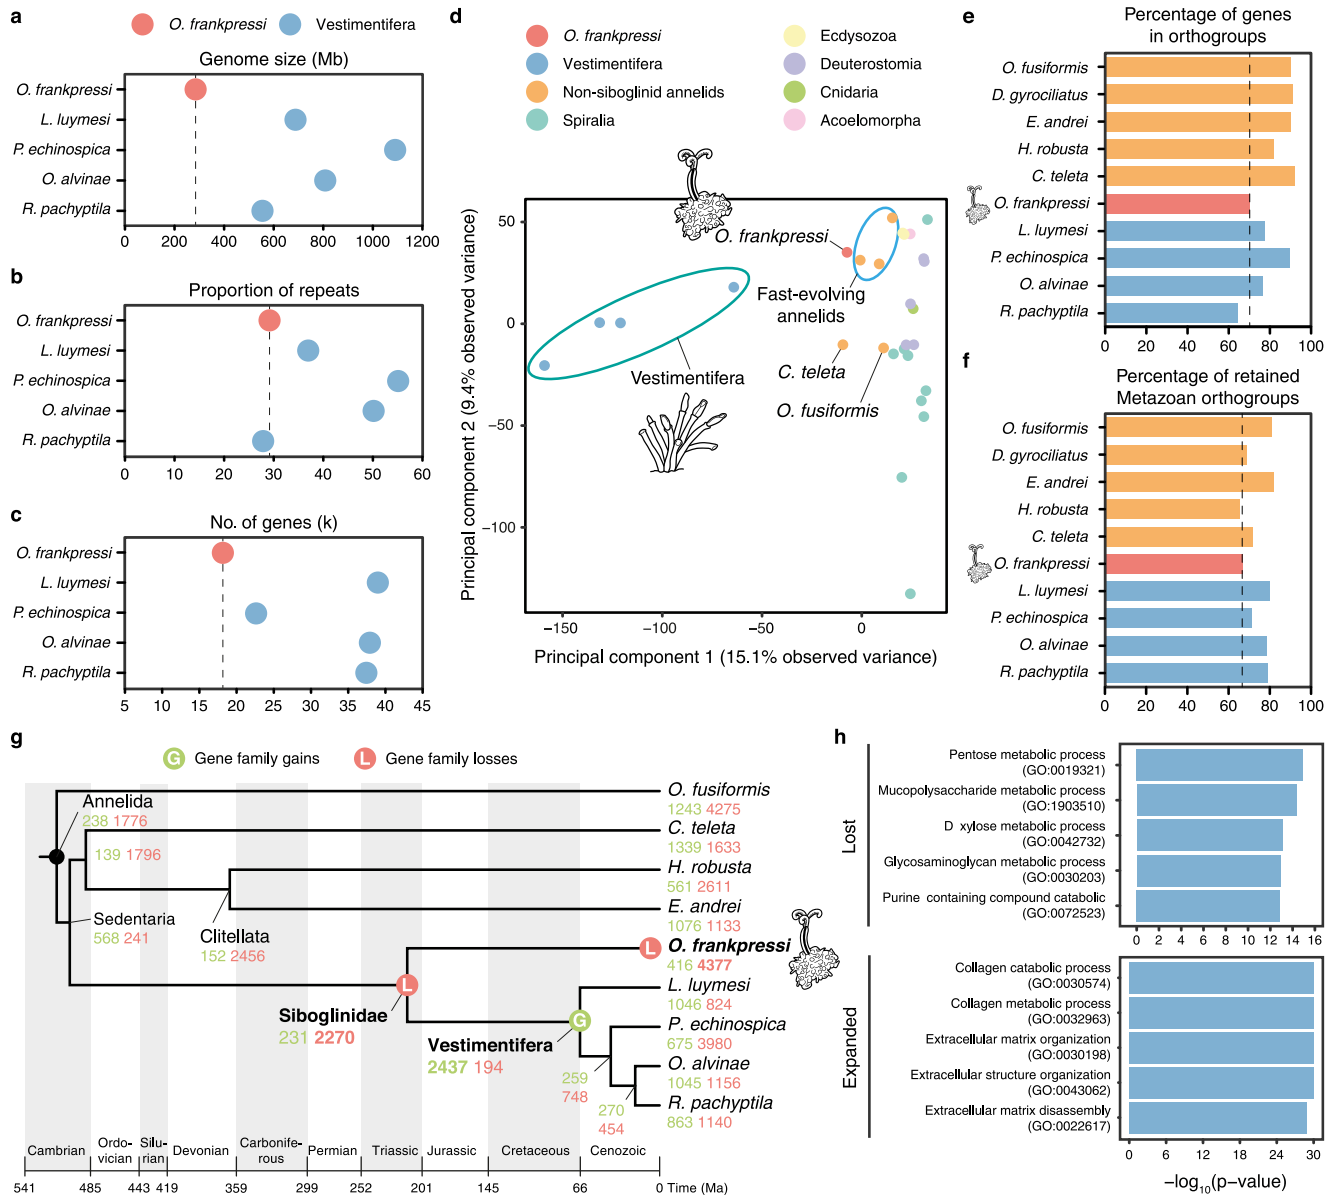 a
O. frankpressi
Vestimentifera
Genome size (Mb)
O. frankpressi
L. luymesi
P. echinospica
O. alvinae
R. pachyptila
0 200 400 600 800 1000 1200
b
Proportion of repeats
O. frankpressi
L. luymesi
P. echinospica
O. alvinae
R. pachyptila
0 10 20 30 40 50 60
c
No. of genes (k)
O. frankpressi
L. luymesi
P. echinospica
O. alvinae
R. pachyptila
5 10 15 20 25 30 35 40 45
d
O. frankpressi
Vestimentifera
Non-siboglinid annelids
Spiralia
Ecdysozoa
Deuterostomia
Cnidaria
Acoelomorpha
Principal component 2 (9.4% observed variance)
50
0
−50
−100
O. frankpressi
Fast-evolving
annelids
Vestimentifera
C. teleta
O. fusiformis
−150 −100 −50 0
Principal component 1 (15.1% observed variance)
e
Percentage of genes
in orthogroups
O. fusiformis
D. gyrociliatus
E. andrei
H. robusta
C. teleta
O. frankpressi
L. luymesi
P. echinospica
O. alvinae
R. pachyptila
0 20 40 60 80 100
f
Percentage of retained
Metazoan orthogroups
O. fusiformis
D. gyrociliatus
E. andrei
H. robusta
C. teleta
O. frankpressi
L. luymesi
P. echinospica
O. alvinae
R. pachyptila
0 20 40 60 80 100
g
G Gene family gains
L Gene family losses
Annelida
238 1776
139 1796
Sedentaria
568 241
Clitellata
152 2456
L
Siboglinidae
231 2270
G
Vestimentifera
2437 194
259
748
270
454
O. fusiformis
1243 4275
C. teleta
1339 1633
H. robusta
561 2611
E. andrei
1076 1133
L
O. frankpressi
416 4377
L. luymesi
1046 824
P. echinospica
675 3980
O. alvinae
1045 1156
R. pachyptila
863 1140
Cambrian
Ordo-
vician
Silu-
rian
Devonian
Carbonife-
rous
Permian
Triassic
Jurassic
Cretaceous
Cenozoic
541 485 443 419 359 299 252 201 145 66 0 Time (Ma)
h
Lost
Pentose metabolic process
(GO:0019321)
Mucopolysaccharide metabolic process
(GO:1903510)
D xylose metabolic process
(GO:0042732)
Glycosaminoglycan metabolic process
(GO:0030203)
Purine containing compound catabolic
(GO:0072523)
0 2 4 6 8 10 12 14 16
Expanded
Collagen catabolic process
(GO:0030574)
Collagen metabolic process
(GO:0032963)
Extracellular matrix organization
(GO:0030198)
Extracellular structure organization
(GO:0043062)
Extracellular matrix disassembly
(GO:0022617)
0 6 12 18 24 30
−log10(p-value)